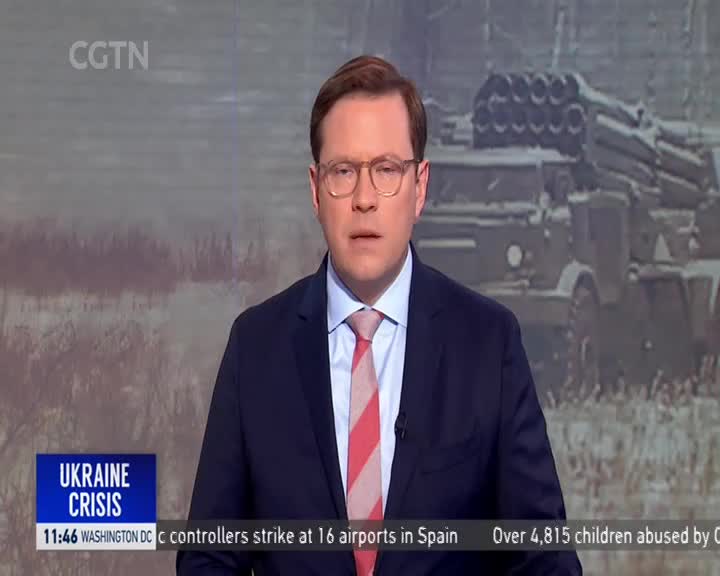 CGTN
UKRAINE
CRISIS
11:46 WASHINGTON DC
c controllers strike at 16 airports in Spain Over 4,815 children abused by C